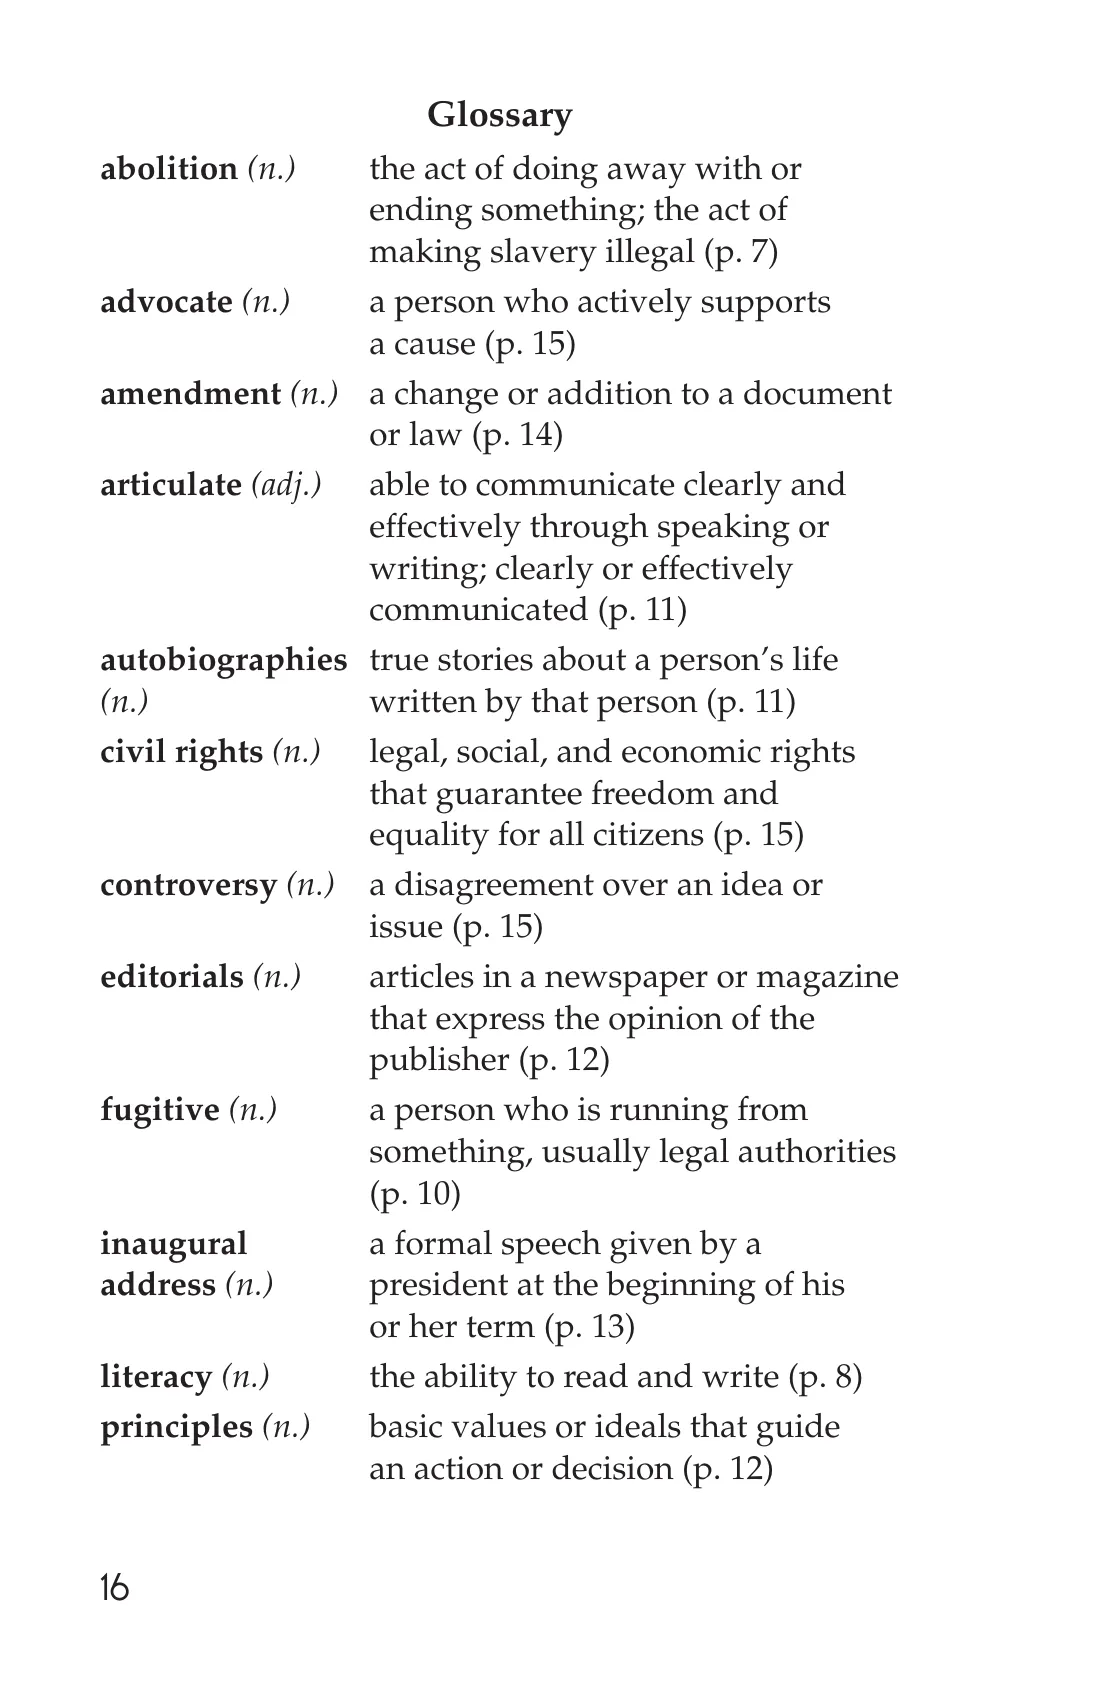 Glossary
abolition (n.) the act of doing away with or
ending something; the act of
making slavery illegal (p. 7)
advocate (n.) a person who actively supports
a cause (p. 15)
amendment (n.) a change or addition to a document
or law (p. 14)
articulate (adj.) able to communicate clearly and
effectively through speaking or
writing; clearly or effectively
communicated (p. 11)
autobiographies true stories about a person’s life
(n.) written by that person (p. 11)
civil rights (n.) legal, social, and economic rights
that guarantee freedom and
equality for all citizens (p. 15)
controversy (n.) a disagreement over an idea or
issue (p. 15)
editorials (n.) articles in a newspaper or magazine
that express the opinion of the
publisher (p. 12)
fugitive (n.) a person who is running from
something, usually legal authorities
(p. 10)
inaugural a formal speech given by a
address (n.) president at the beginning of his
or her term (p. 13)
literacy (n.) the ability to read and write (p. 8)
principles (n.) basic values or ideals that guide
an action or decision (p. 12)
16